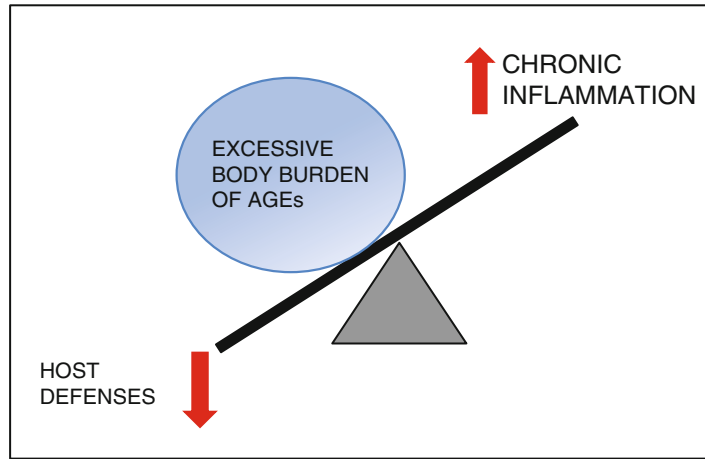 CHRONIC
INFLAMMATION
EXCESSIVE
BODY BURDEN
OF AGEs
HOST
DEFENSES